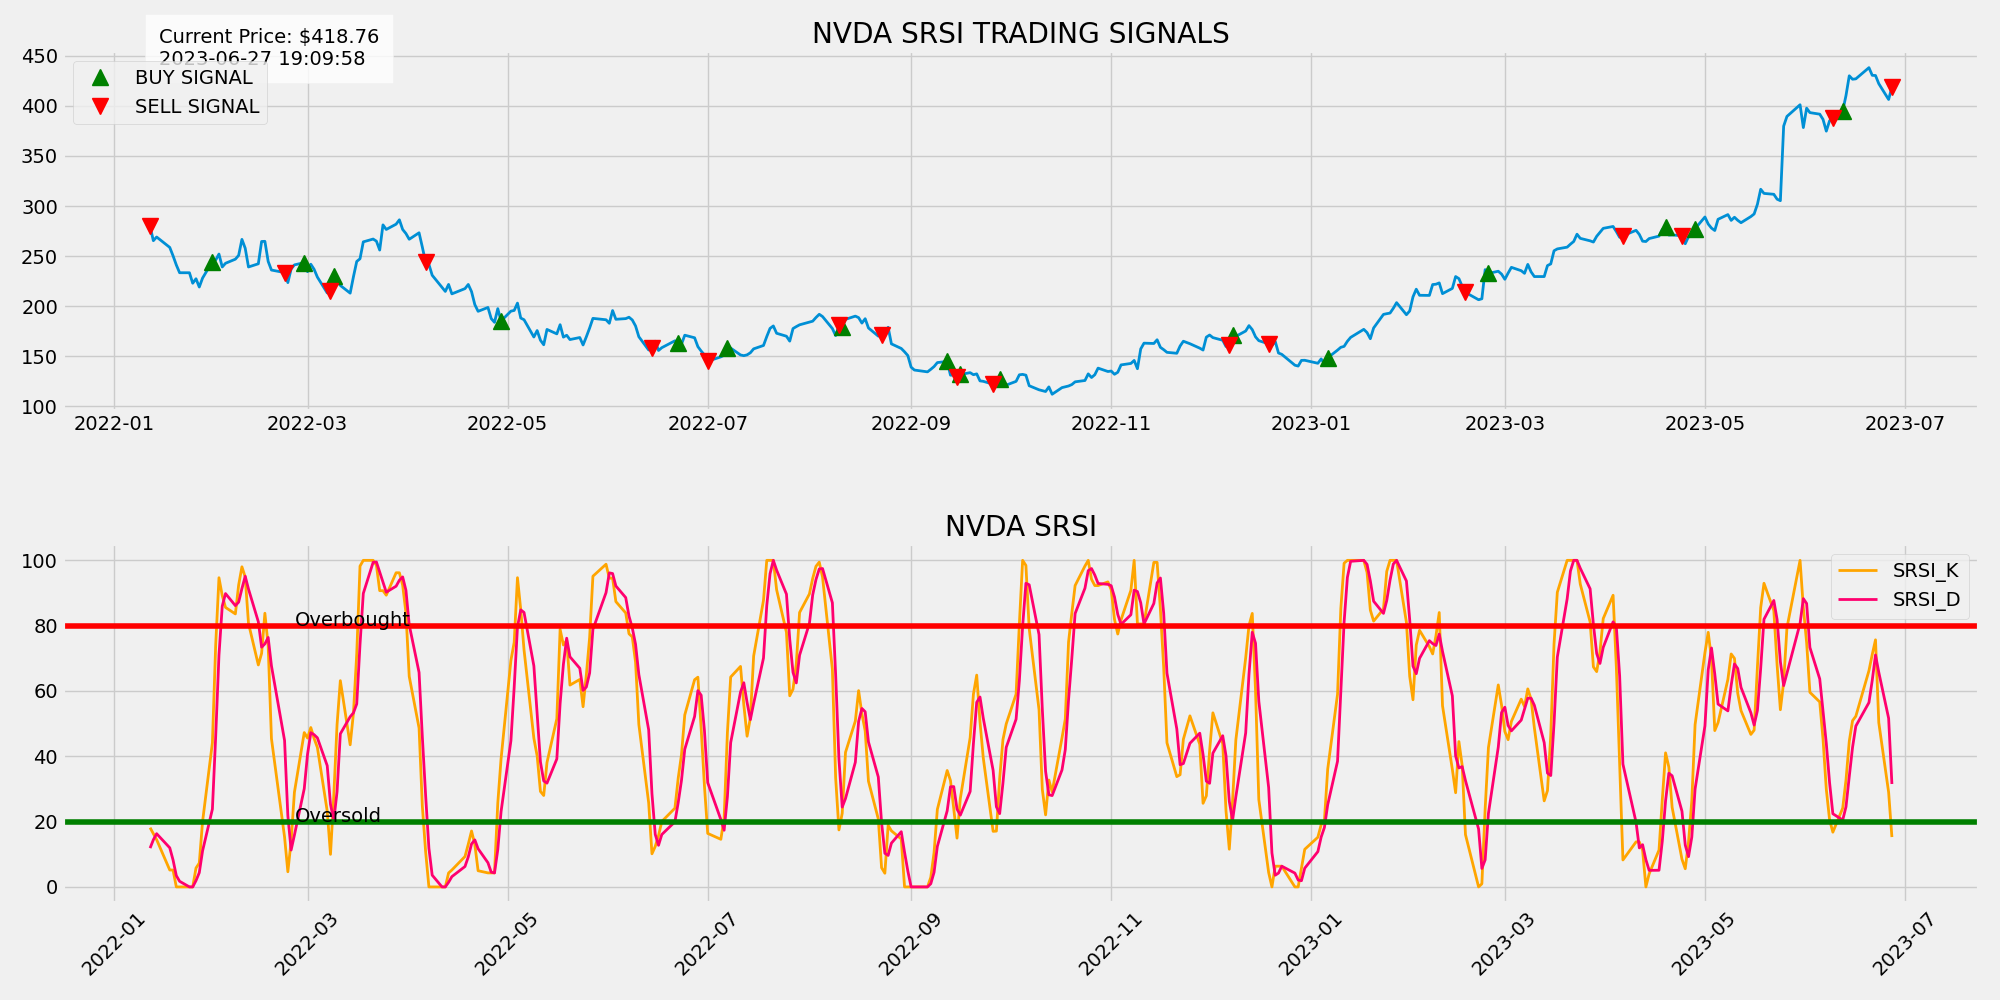 NVDA SRSI TRADING SIGNALS
Current Price: $418.76
2023-06-27 19:09:58
BUY SIGNAL
SELL SIGNAL
450
400
350
300
250
200
150
100
2022-01 2022-03 2022-05 2022-07 2022-09 2022-11 2023-01 2023-03 2023-05 2023-07
NVDA SRSI
SRSI_K
SRSI_D
Overbought
Oversold
100
80
60
40
20
0
2022-01 2022-03 2022-05 2022-07 2022-09 2022-11 2023-01 2023-03 2023-05 2023-07